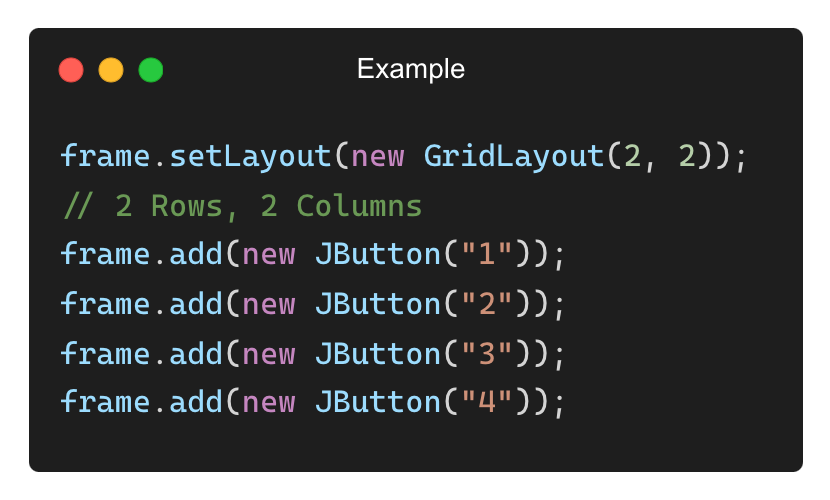 Example
frame.setLayout(new GridLayout(2, 2));
// 2 Rows, 2 Columns
frame.add(new JButton("1"));
frame.add(new JButton("2"));
frame.add(new JButton("3"));
frame.add(new JButton("4"));